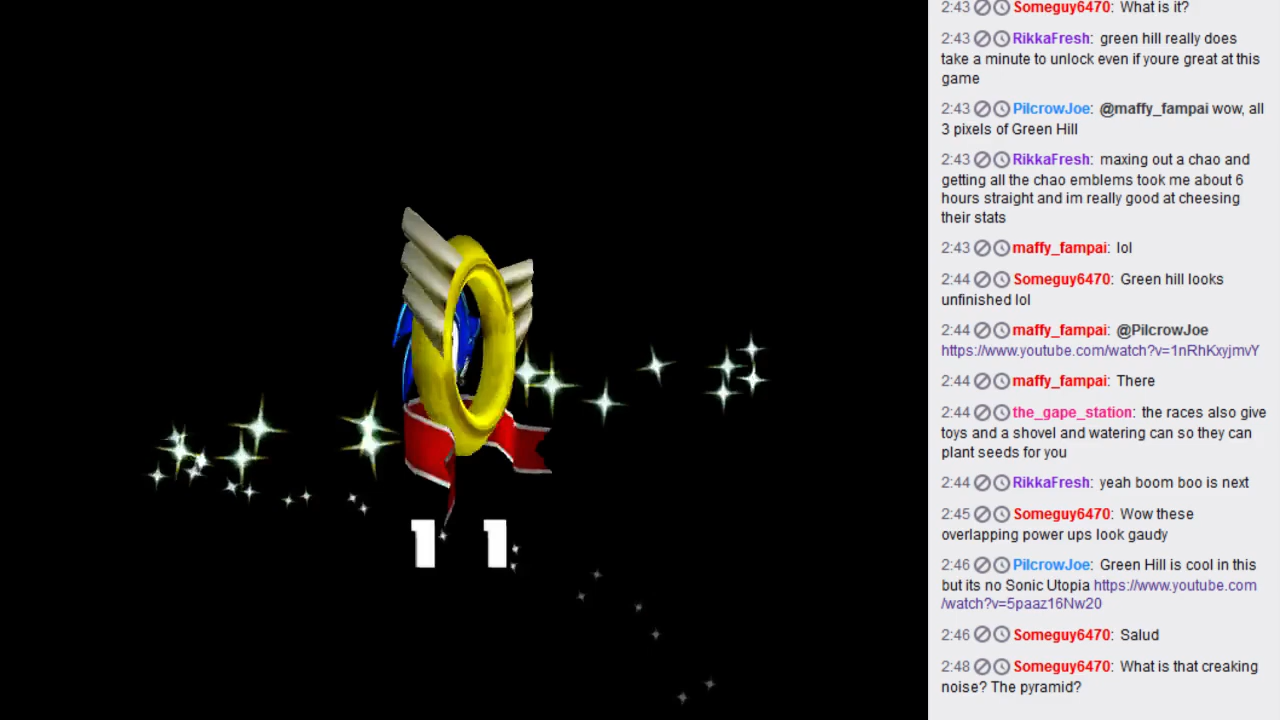 2:43 Someguy6470: What is it?
2:43 RikkaFresh: green hill really does
take a minute to unlock even if youre great at this
game
2:43 PilcrowJoe: @maffy_fampai wow, all
3 pixels of Green Hill
2:43 RikkaFresh: maxing out a chao and
getting all the chao emblems took me about 6
hours straight and im really good at cheesing
their stats
2:43 maffy_fampai: lol
2:44 Someguy6470: Green hill looks
unfinished lol
2:44 maffy_fampai: @PilcrowJoe
https://www.youtube.com/watch?v=1nRhKxyjmvY
2:44 maffy_fampai: There
2:44 the_gape_station: the races also give
toys and a shovel and watering can so they can
plant seeds for you
2:44 RikkaFresh: yeah boom boo is next
2:45 Someguy6470: Wow these
overlapping power ups look gaudy
2:46 PilcrowJoe: Green Hill is cool in this
but its no Sonic Utopia https://www.youtube.com
/watch?v=5paaz16Nw20
2:46 Someguy6470: Salud
2:48 Someguy6470: What is that creaking
noise? The pyramid?
1 1